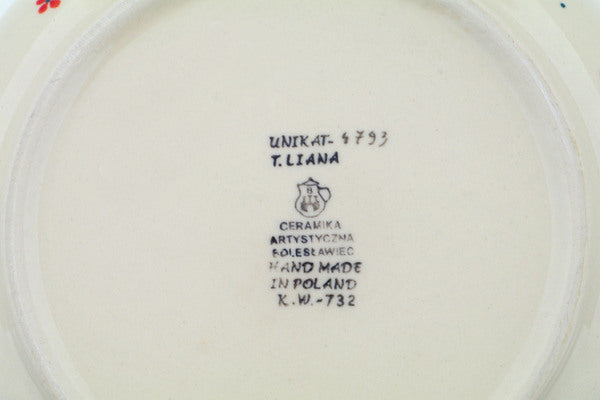 UNIKAT- 4793
T. LIANA
B
CERAMIKA
ARTYSTYCZNA
BOLESŁAWIEC
HAND MADE
IN POLAND
K.W.-732